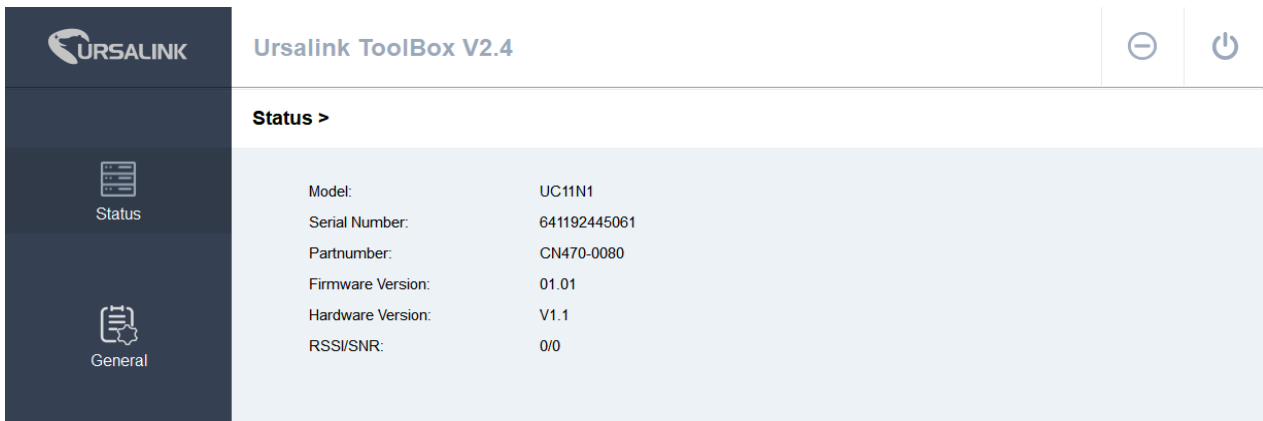 URSALINK
Ursalink ToolBox V2.4
Status >
Status
General
Model: UC11N1
Serial Number: 641192445061
Partnumber: CN470-0080
Firmware Version: 01.01
Hardware Version: V1.1
RSSI/SNR: 0/0